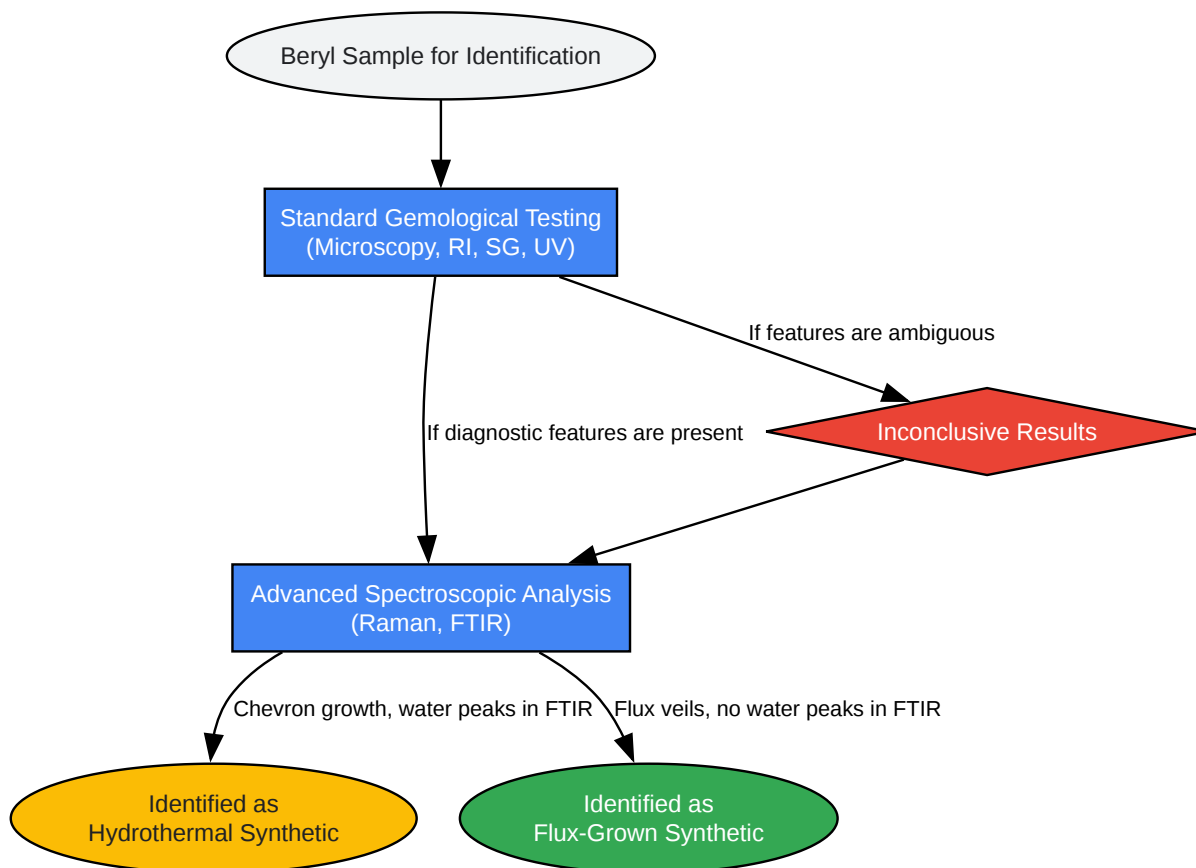 Beryl Sample for Identification
Standard Gemological Testing
(Microscopy, RI, SG, UV)
If features are ambiguous
If diagnostic features are present
Inconclusive Results
Advanced Spectroscopic Analysis
(Raman, FTIR)
Chevron growth, water peaks in FTIR
Flux veils, no water peaks in FTIR
Identified as
Hydrothermal Synthetic
Identified as
Flux-Grown Synthetic